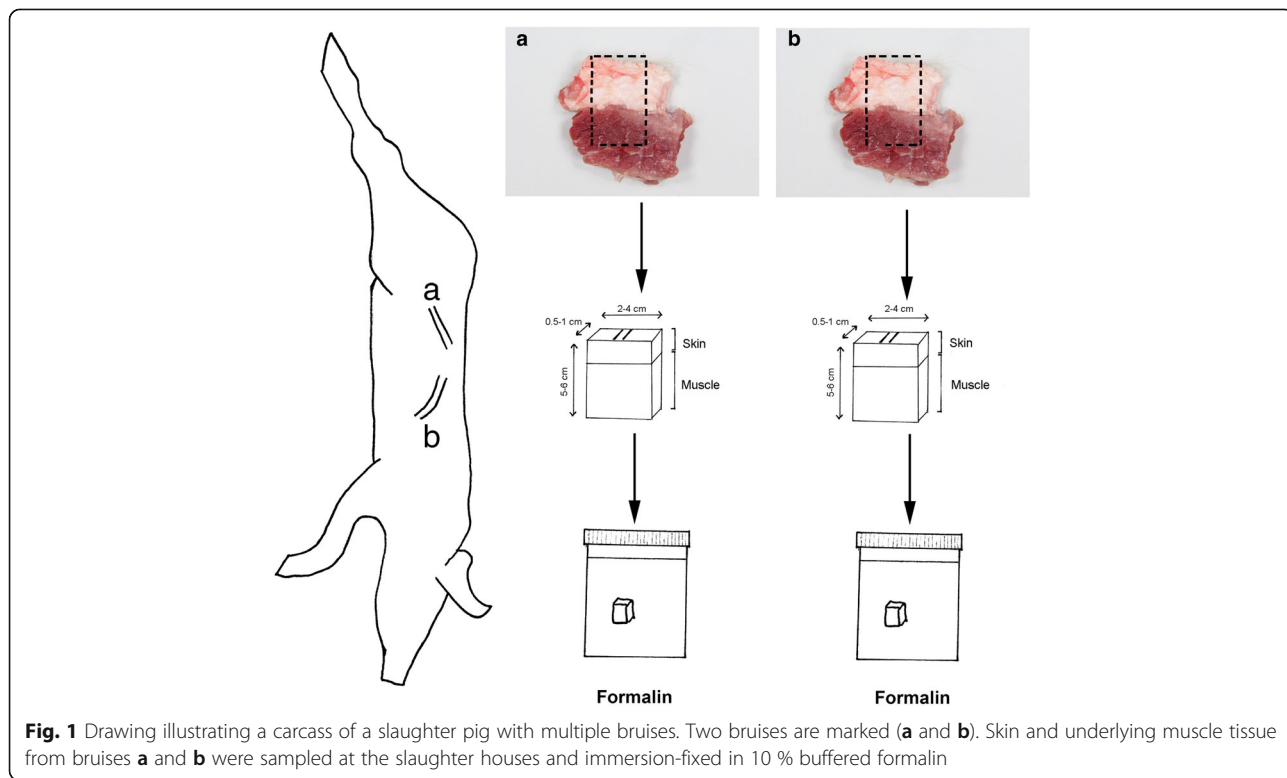 a
b
a
b
2-4 cm
0.5-1 cm
Skin
5-6 cm
Muscle
2-4 cm
0.5-1 cm
Skin
5-6 cm
Muscle
Formalin
Formalin
Fig. 1 Drawing illustrating a carcass of a slaughter pig with multiple bruises. Two bruises are marked (a and b). Skin and underlying muscle tissue
from bruises a and b were sampled at the slaughter houses and immersion-fixed in 10 % buffered formalin